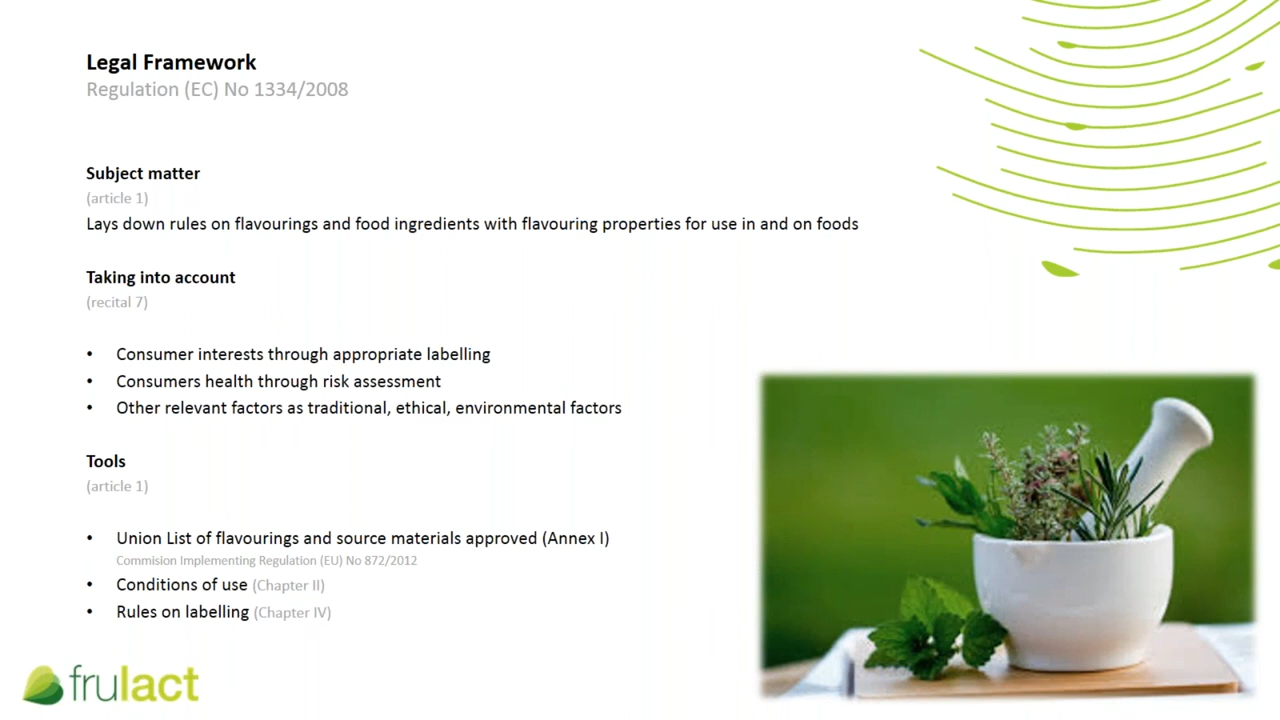 Legal Framework
Regulation (EC) No 1334/2008
Subject matter
(article 1)
Lays down rules on flavourings and food ingredients with flavouring properties for use in and on foods
Taking into account
(recital 7)
• Consumer interests through appropriate labelling
• Consumers health through risk assessment
• Other relevant factors as traditional, ethical, environmental factors
Tools
(article 1)
• Union List of flavourings and source materials approved (Annex I)
Commision Implementing Regulation (EU) No 872/2012
• Conditions of use (Chapter II)
• Rules on labelling (Chapter IV)
frulact